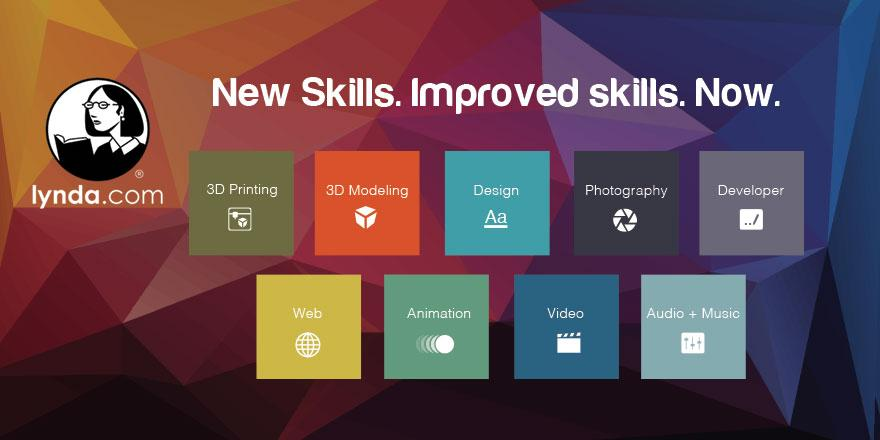 New Skills. Improved skills. Now.
®
lynda.com
3D Printing
3D Modeling
Design
Aa
Photography
Developer
../
Web
Animation
Video
Audio + Music